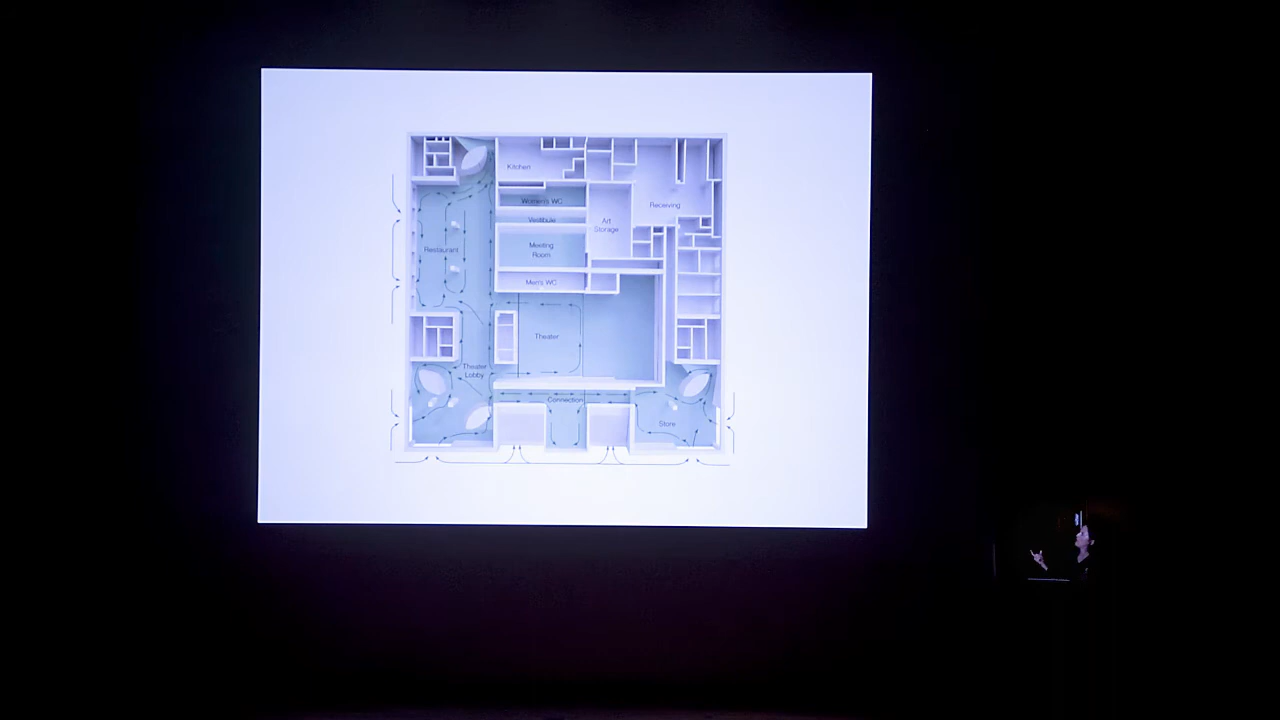 Kitchen
Women's WC
Vestibule
Art
Storage
Receiving
Restaurant
Meeting
Room
Men's WC
Theater
Theater
Lobby
Connection
Store